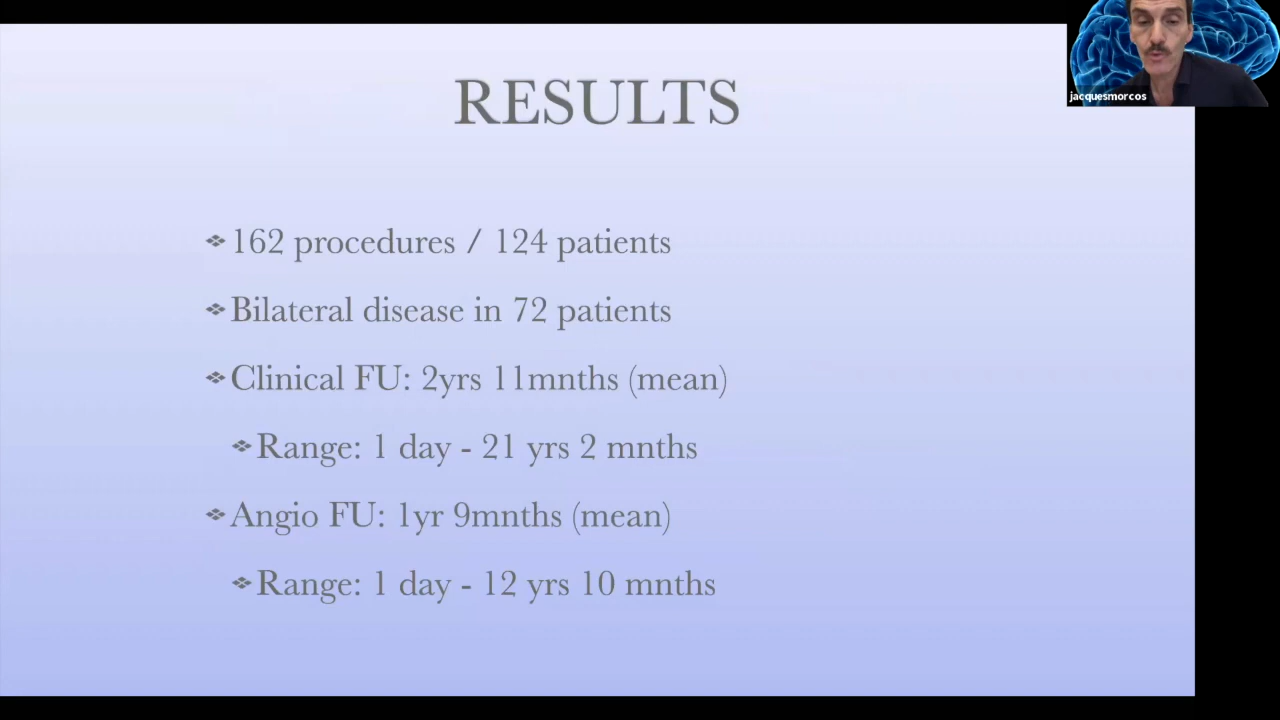 jacquesmorcos
RESULTS
❖162 procedures / 124 patients
❖Bilateral disease in 72 patients
❖Clinical FU: 2yrs 11mnths (mean)
❖Range: 1 day - 21 yrs 2 mnths
❖Angio FU: 1yr 9mnths (mean)
❖Range: 1 day - 12 yrs 10 mnths